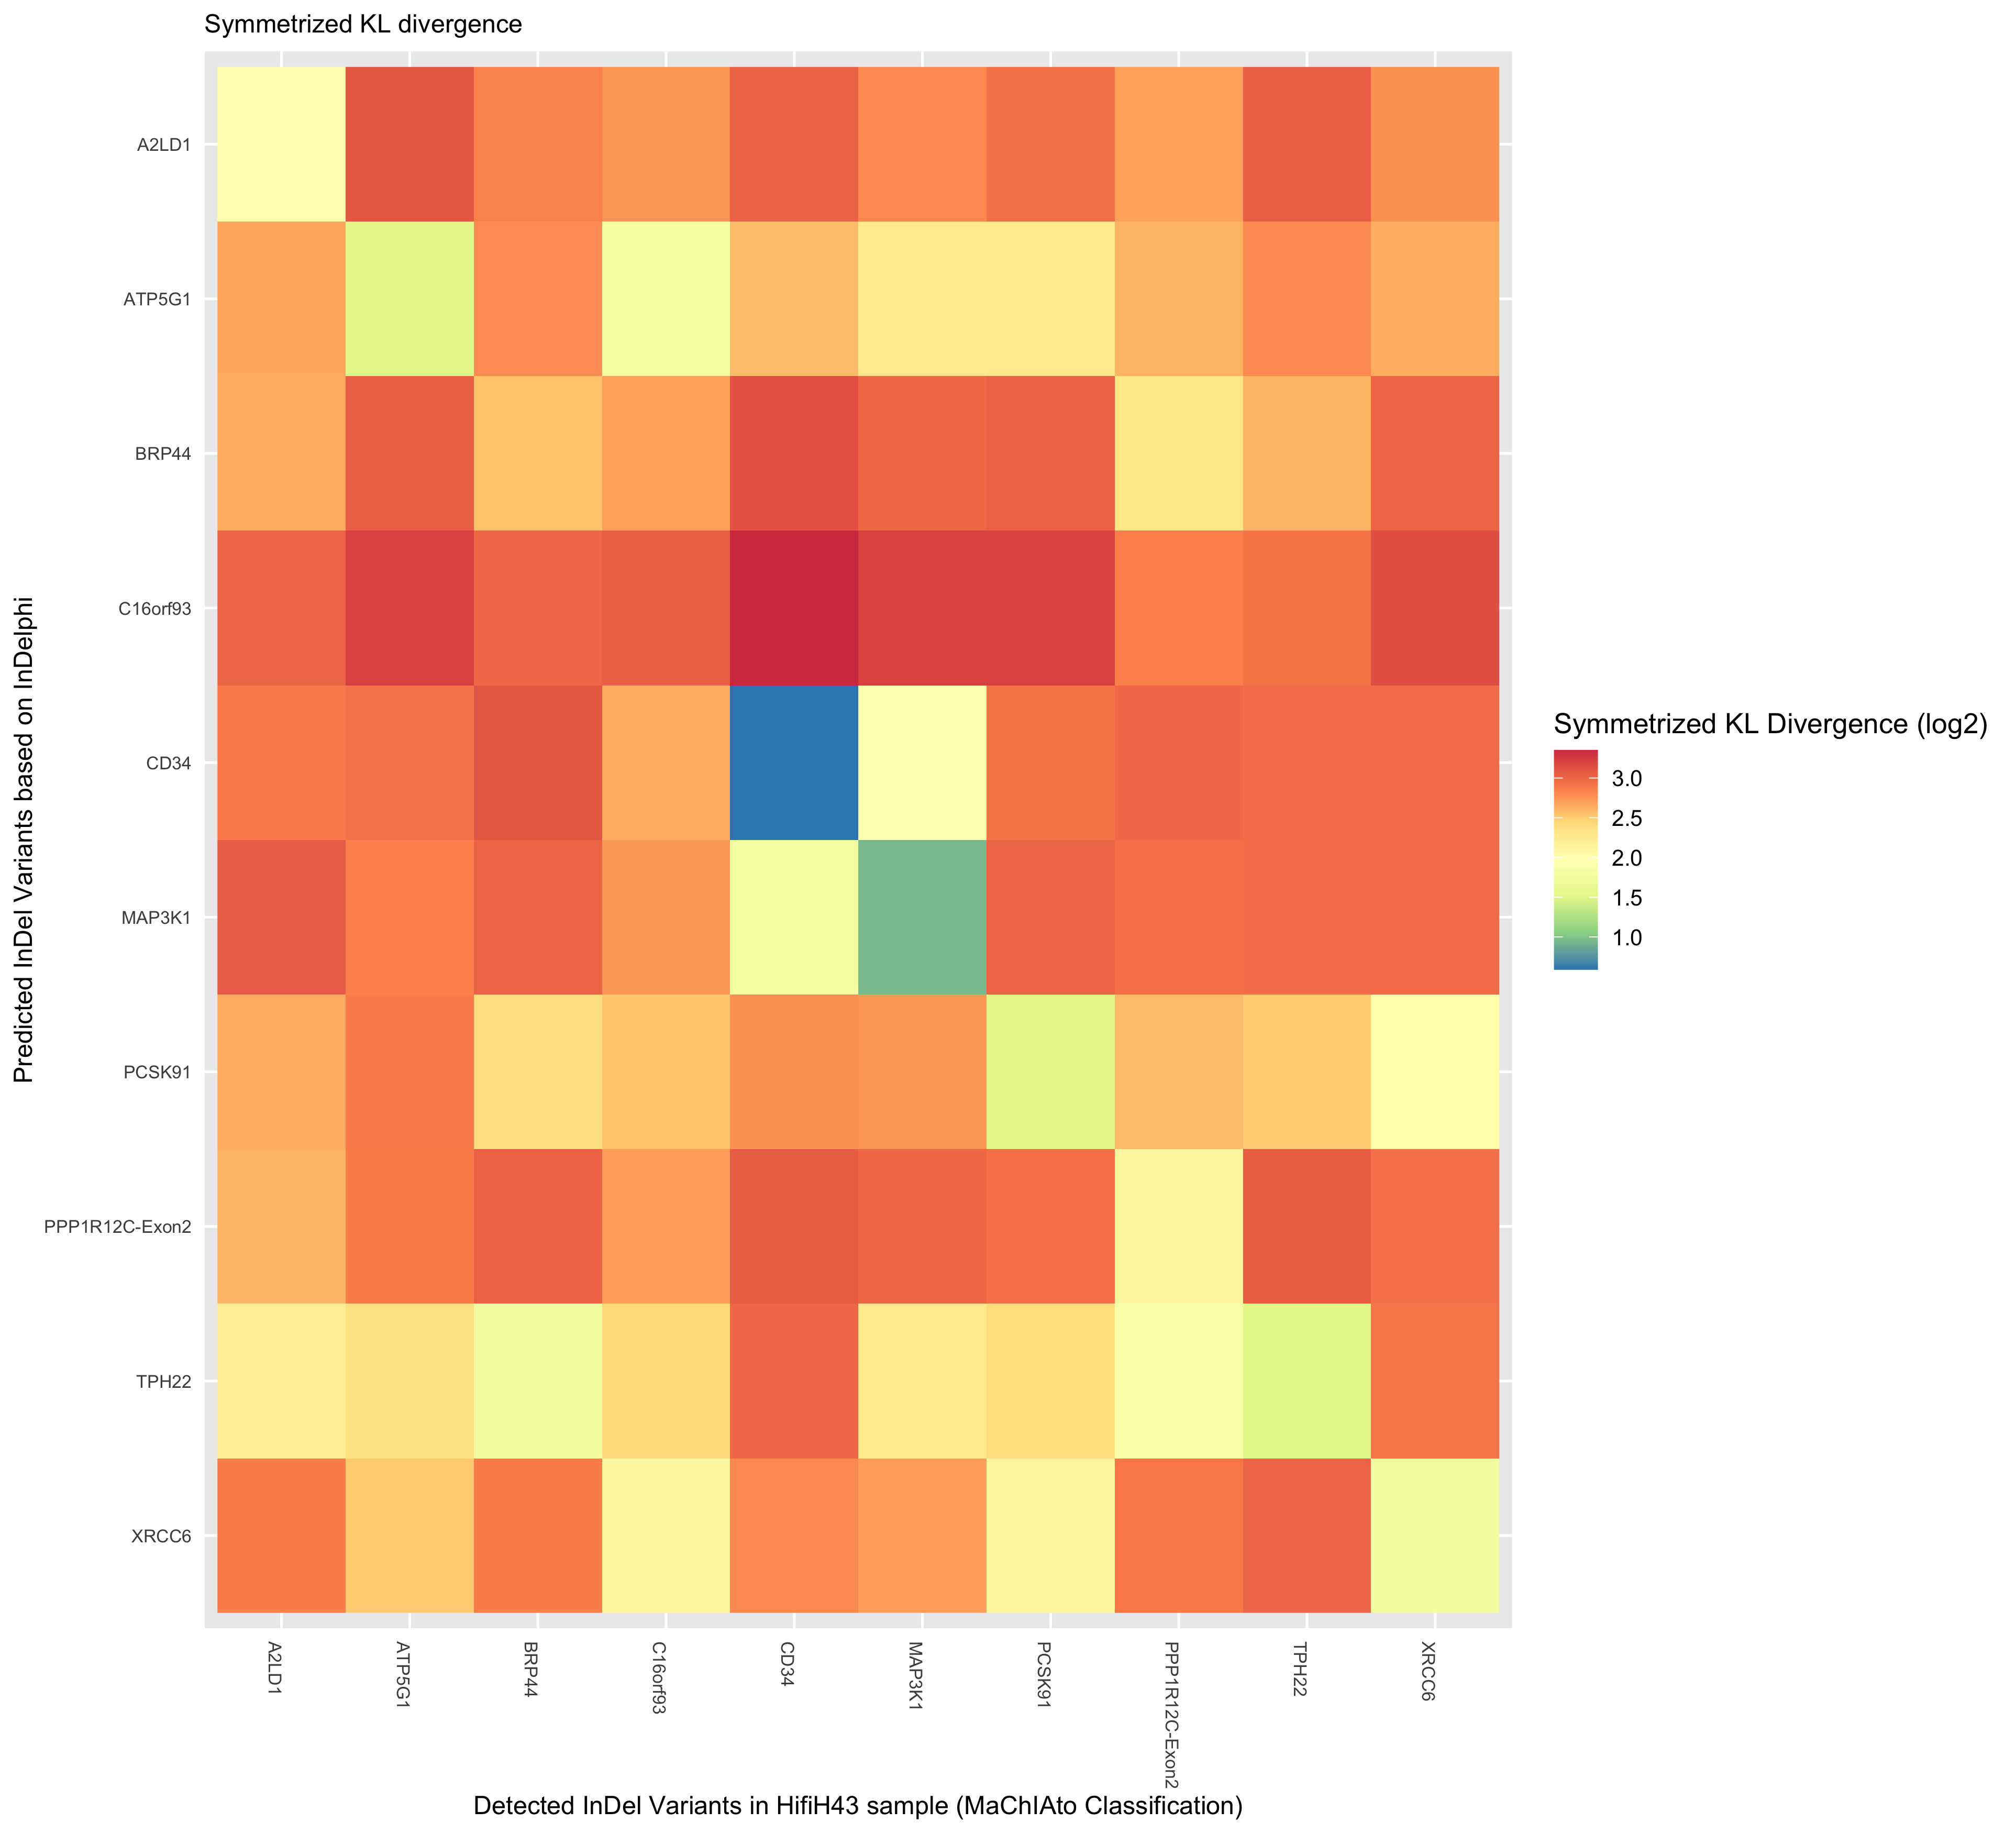 Symmetrized KL divergence
Predicted InDel Variants based on InDelphi
A2LD1
ATP5G1
BRP44
C16orf93
CD34
MAP3K1
PCSK91
PPP1R12C-Exon2
TPH22
XRCC6
A2LD1
ATP5G1
BRP44
C16orf93
CD34
MAP3K1
PCSK91
PPP1R12C-Exon2
TPH22
XRCC6
Detected InDel Variants in HifiH43 sample (MaChIAto Classification)
Symmetrized KL Divergence (log2)
3.0
2.5
2.0
1.5
1.0